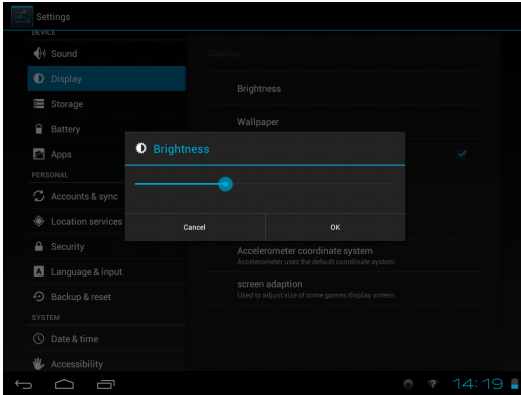 Settings
DEVICE
Sound
Display
Storage
Battery
Apps
PERSONAL
Accounts & sync
Location services
Security
Language & input
Backup & reset
SYSTEM
Date & time
Accessibility
Display
Brightness
Wallpaper
Brightness
Cancel
OK
Accelerometer coordinate system
Accelerometer uses the default coordinate system.
screen adaption
Used to adjust size of some games display screen .
14:19